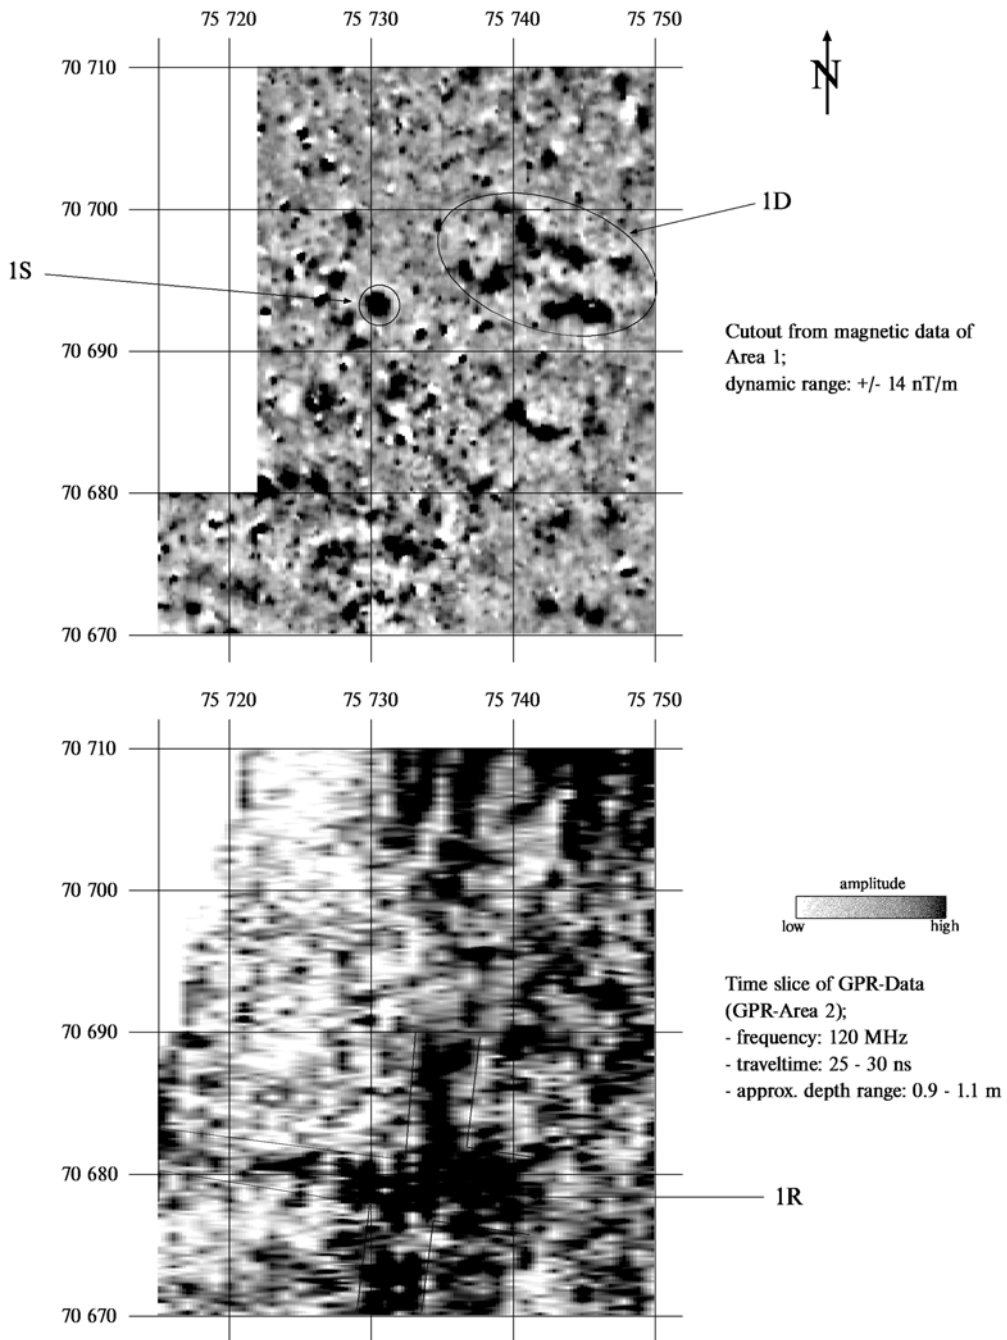 75 720 75 730 75 740 75 750
70 710
N
70 700
1D
1S
70 690
Cutout from magnetic data of
Area 1;
dynamic range: +/- 14 nT/m
70 680
70 670
75 720 75 730 75 740 75 750
70 710
70 700
amplitude
low high
Time slice of GPR-Data
(GPR-Area 2);
- frequency: 120 MHz
- traveltime: 25 - 30 ns
- approx. depth range: 0.9 - 1.1 m
70 690
70 680
1R
70 670